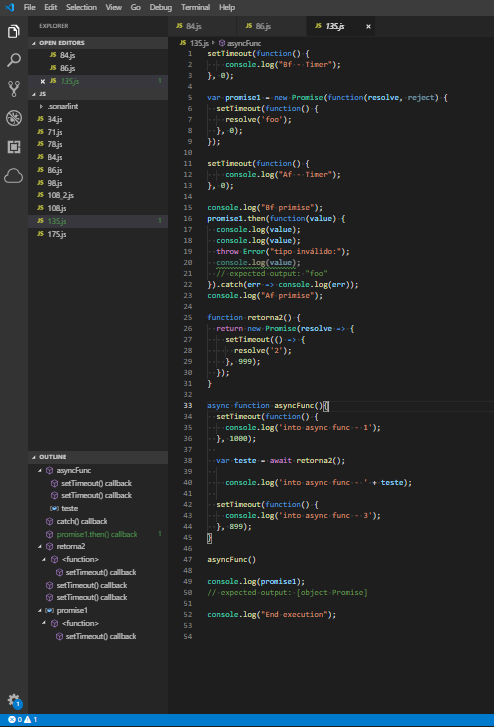 File Edit Selection View Go Debug Terminal Help
EXPLORER
OPEN EDITORS
JS 84.js
JS 86.js
× JS 135.js 1
JS
.sonarlint
JS 34.js
JS 71.js
JS 78.js
JS 84.js
JS 86.js
JS 98.js
JS 108_2.js
JS 108.js
JS 135.js 1
JS 175.js
OUTLINE
asyncFunc
setTimeout() callback
setTimeout() callback
teste
catch() callback
promise1.then() callback 1
retorna2
<function>
setTimeout() callback
setTimeout() callback
setTimeout() callback
promise1
<function>
setTimeout() callback
JS 84.js JS 86.js JS 135.js ×
JS 135.js asyncFunc
1 setTimeout(function() {
2 console.log("Bf - Timer");
3 }, 0);
4
5 var promise1 = new Promise(function(resolve, reject) {
6 setTimeout(function() {
7 resolve('foo');
8 }, 0);
9 });
10
11 setTimeout(function() {
12 console.log("Af - Timer");
13 }, 0);
14
15 console.log("Bf primise");
16 promise1.then(function(value) {
17 console.log(value);
18 console.log(value);
19 throw Error("tipo inválido:");
20 console.log(value);
21 // expected output: "foo"
22 }).catch(err => console.log(err));
23 console.log("Af primise");
24
25 function retorna2() {
26 return new Promise(resolve => {
27 setTimeout(() => {
28 resolve('2');
29 }, 999);
30 });
31 }
32
33 async function asyncFunc(){
34 setTimeout(function() {
35 console.log('into async func - 1');
36 }, 1000);
37
38 var teste = await retorna2();
39
40 console.log('into async func - ' + teste);
41
42 setTimeout(function() {
43 console.log('into async func - 3');
44 }, 899);
45 }
46
47 asyncFunc()
48
49 console.log(promise1);
50 // expected output: [object Promise]
51
52 console.log("End execution");
53
54
1
0 1